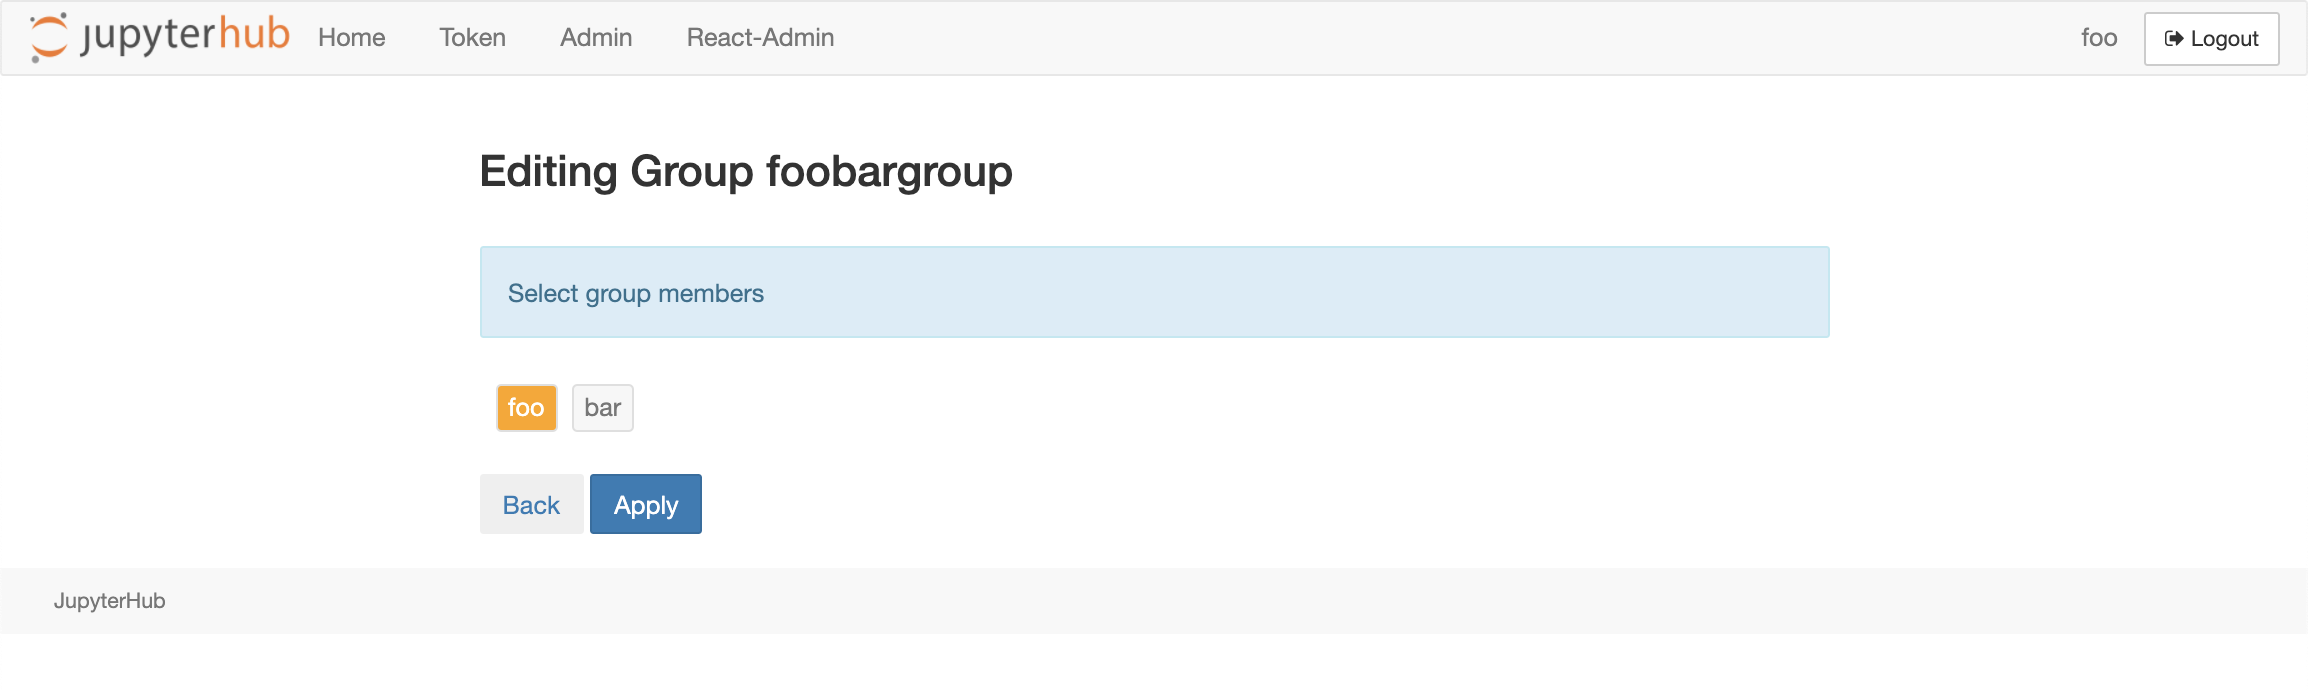 jupyterhub Home Token Admin React-Admin foo Logout
Editing Group foobargroup
Select group members
foo bar
Back Apply
JupyterHub